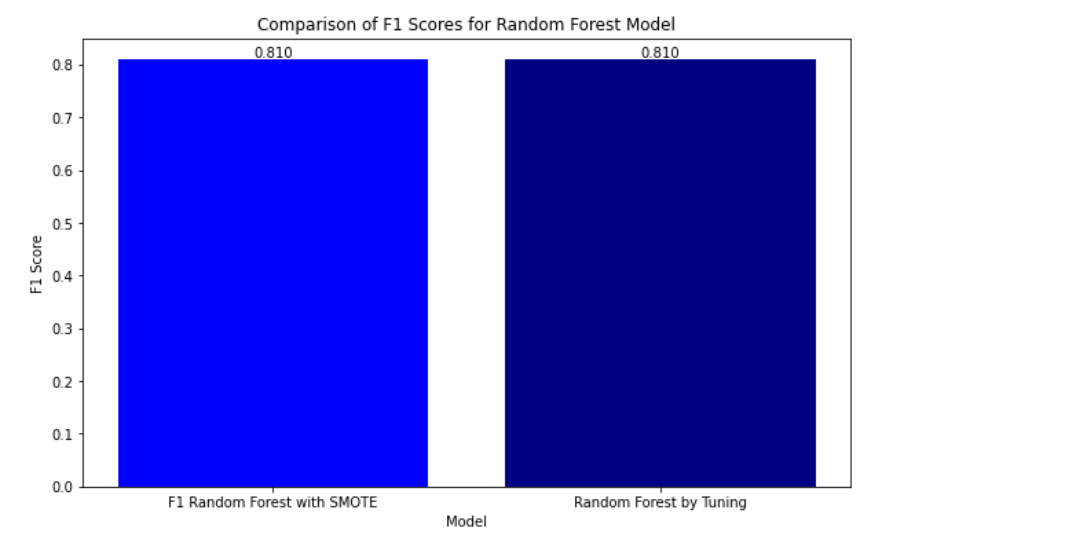 Comparison of F1 Scores for Random Forest Model
0.810 0.810
0.8
0.7
0.6
0.5
0.4
0.3
0.2
0.1
0.0
F1 Score
F1 Random Forest with SMOTE Random Forest by Tuning
Model